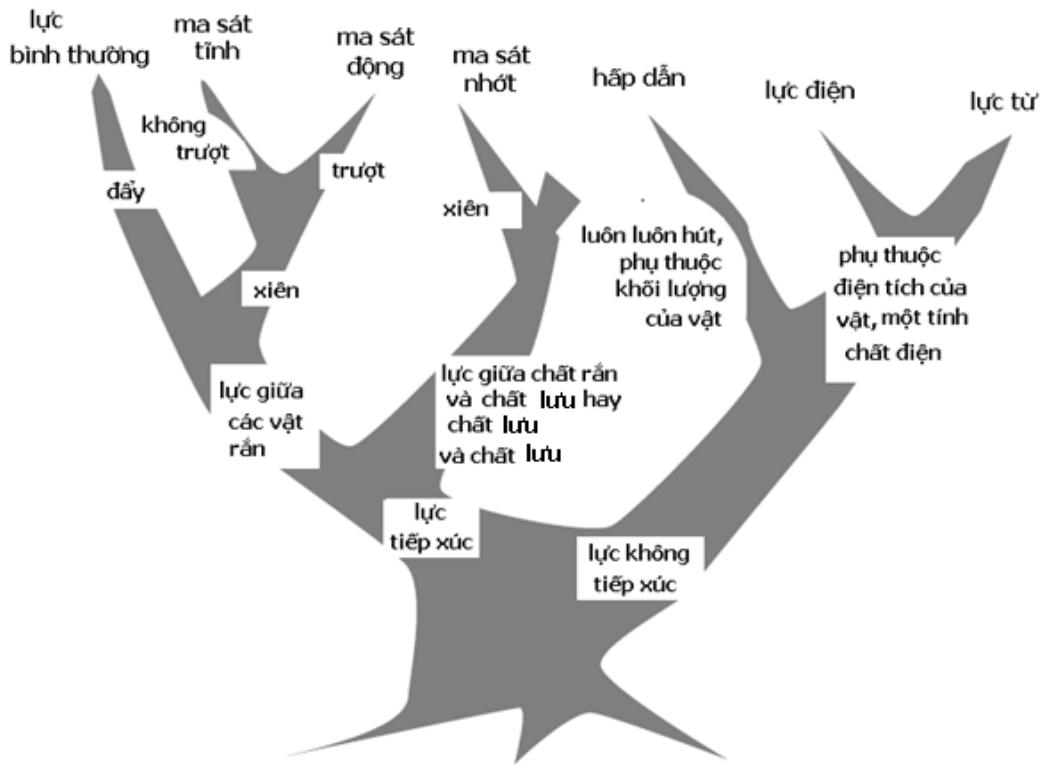 lực
bình thường
ma sát
tĩnh
ma sát
động
ma sát
nhớt
hấp dẫn
lực điện
lực từ
không
trượt
trượt
đẩy
xiên
xiên
luôn luôn hút,
phụ thuộc
khối lượng
của vật
phụ thuộc
điện tích của
vật, một tính
chất điện
lực giữa
các vật
rắn
lực giữa chất rắn
và chất lưu hay
chất lưu
và chất lưu
lực
tiếp xúc
lực không
tiếp xúc